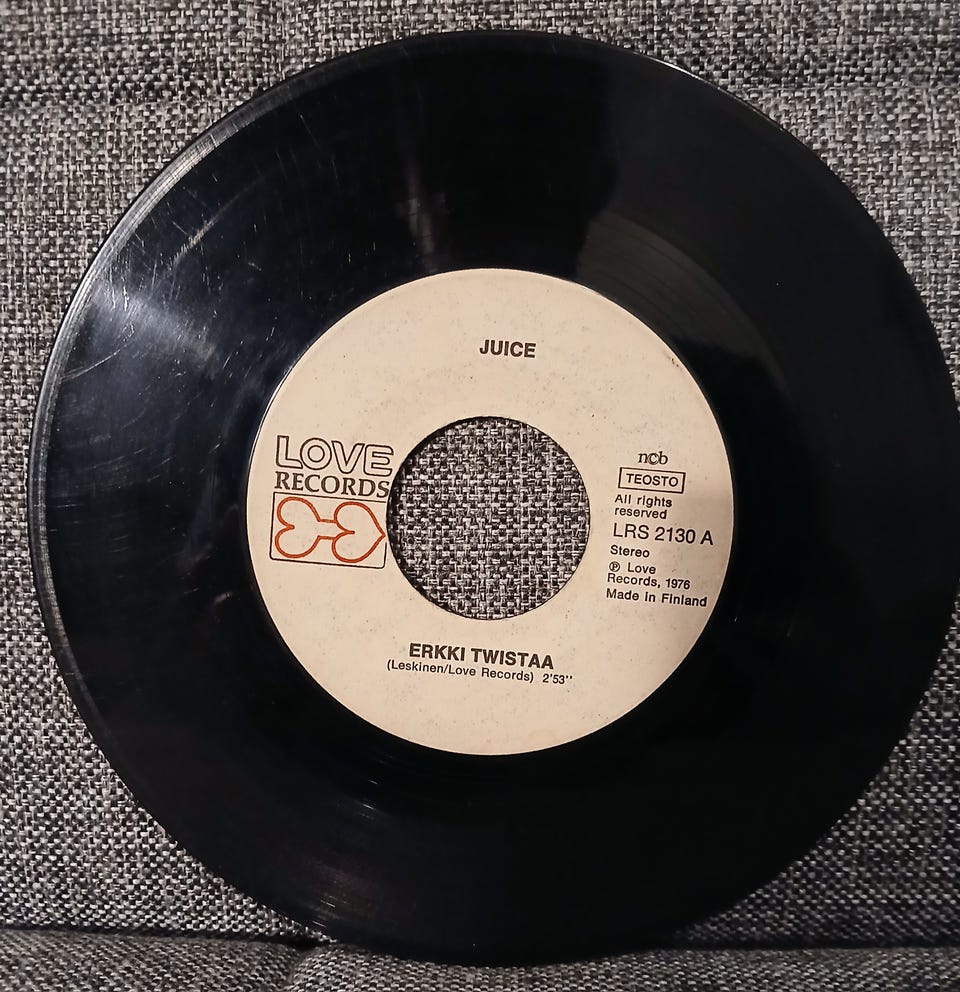 JUICE
LOVE
RECORDS
ncb
TEOSTO
All rights
reserved
LRS 2130 A
Stereo
℗ Love
Records, 1976
Made in Finland
ERKKI TWISTAA
(Leskinen/Love Records) 2'53''